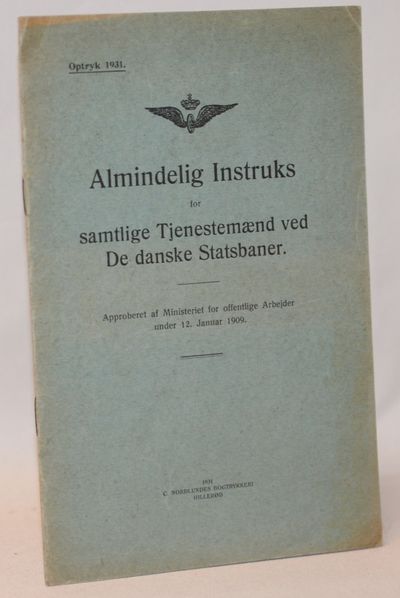 Optryk 1931.
Almindelig Instruks
for
samtlige Tjenestemænd ved
De danske Statsbaner.
Approberet af Ministeriet for offentlige Arbejder
under 12. Januar 1909.
1931
C. NORDLUNDES BOGTRYKKERI
HILLERØD